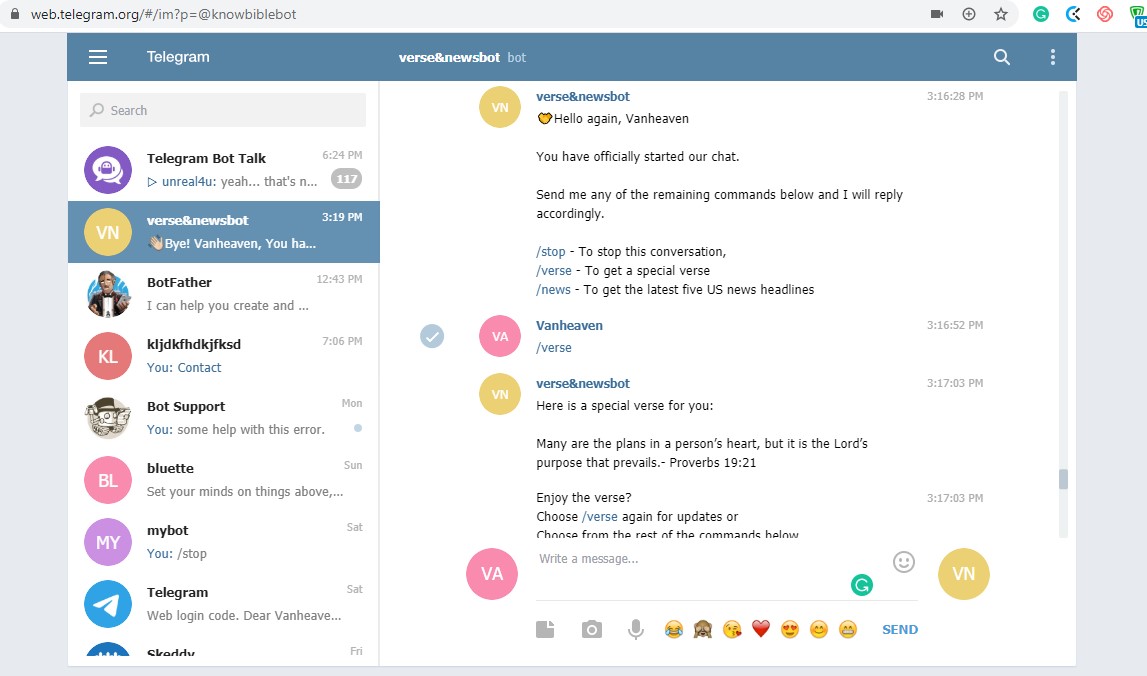 web.telegram.org/#/im?p=@knowbiblebot
US
Telegram
verse&newsbot bot
Search
Telegram Bot Talk 6:24 PM
unreal4u: yeah... that's n... 117
VN
verse&newsbot 3:19 PM
👋Bye! Vanheaven, You ha...
BotFather 12:43 PM
I can help you create and ...
KL
kljdkfhdkjfksd 7:06 PM
You: Contact
Bot Support Mon
You: some help with this error.
BL
bluette Sun
Set your minds on things above,...
MY
mybot Sat
You: /stop
Telegram Sat
Web login code. Dear Vanheave...
Skeddy Fri
VN
verse&newsbot 3:16:28 PM
Hello again, Vanheaven
You have officially started our chat.
Send me any of the remaining commands below and I will reply
accordingly.
/stop - To stop this conversation,
/verse - To get a special verse
/news - To get the latest five US news headlines
VA
Vanheaven 3:16:52 PM
/verse
VN
verse&newsbot 3:17:03 PM
Here is a special verse for you:
Many are the plans in a person’s heart, but it is the Lord’s
purpose that prevails.- Proverbs 19:21
Enjoy the verse? 3:17:03 PM
Choose /verse again for updates or
Choose from the rest of the commands below
VA
Write a message...
VN
SEND